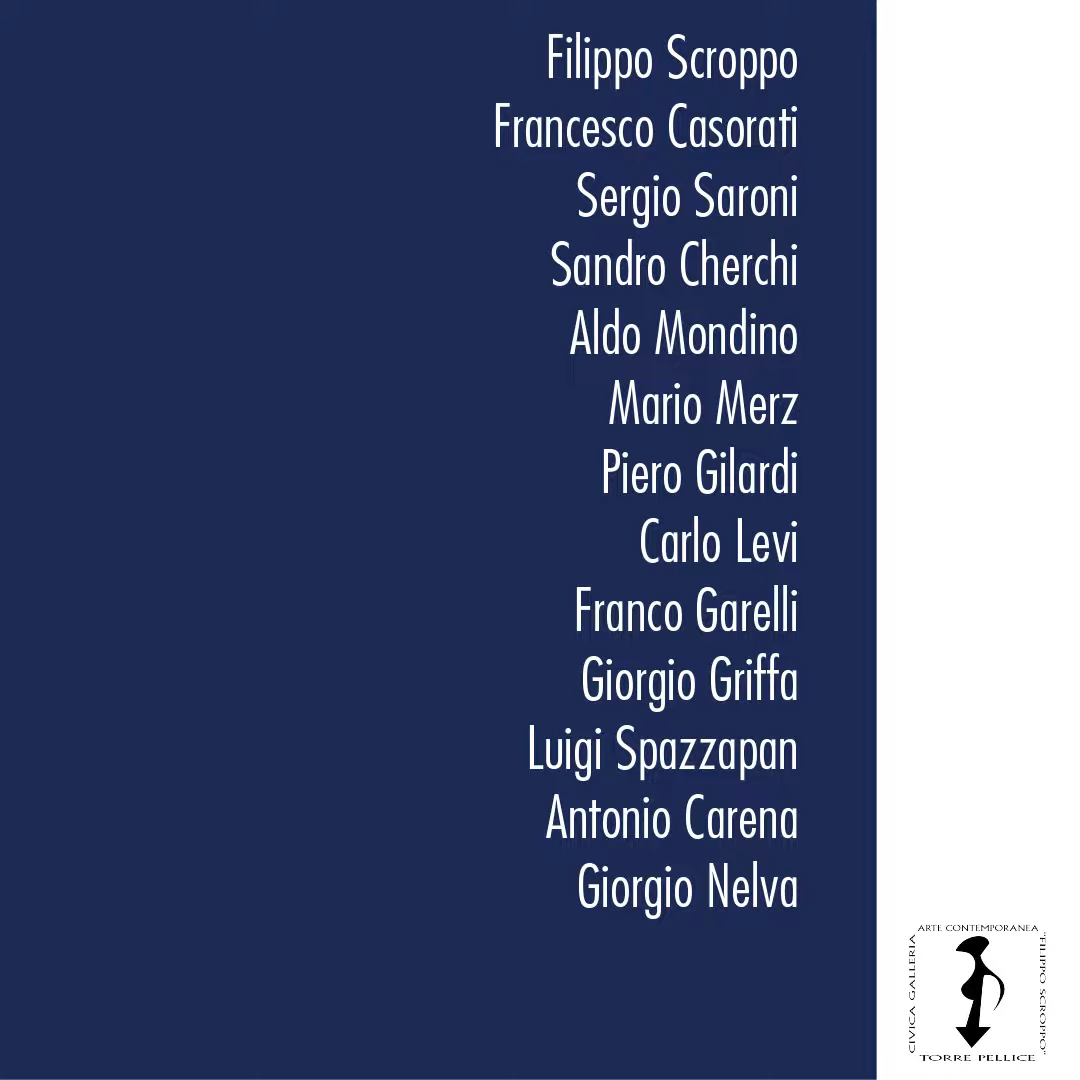 Filippo Scroppo
Francesco Casorati
Sergio Saroni
Sandro Cherchi
Aldo Mondino
Mario Merz
Piero Gilardi
Carlo Levi
Franco Garelli
Giorgio Griffa
Luigi Spazzapan
Antonio Carena
Giorgio Nelva
CIVICA GALLERIA
ARTE CONTEMPORANEA
"FILIPPO SCROPPO"
TORRE PELLICE